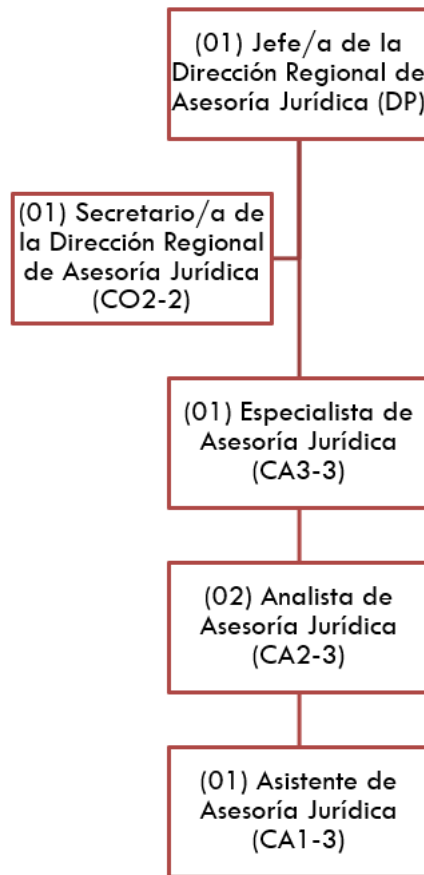 (01) Jefe/a de la
Dirección Regional de
Asesoría Jurídica (DP)
(01) Secretario/a de
la Dirección Regional
de Asesoría Jurídica
(CO2-2)
(01) Especialista de
Asesoría Jurídica
(CA3-3)
(02) Analista de
Asesoría Jurídica
(CA2-3)
(01) Asistente de
Asesoría Jurídica
(CA1-3)